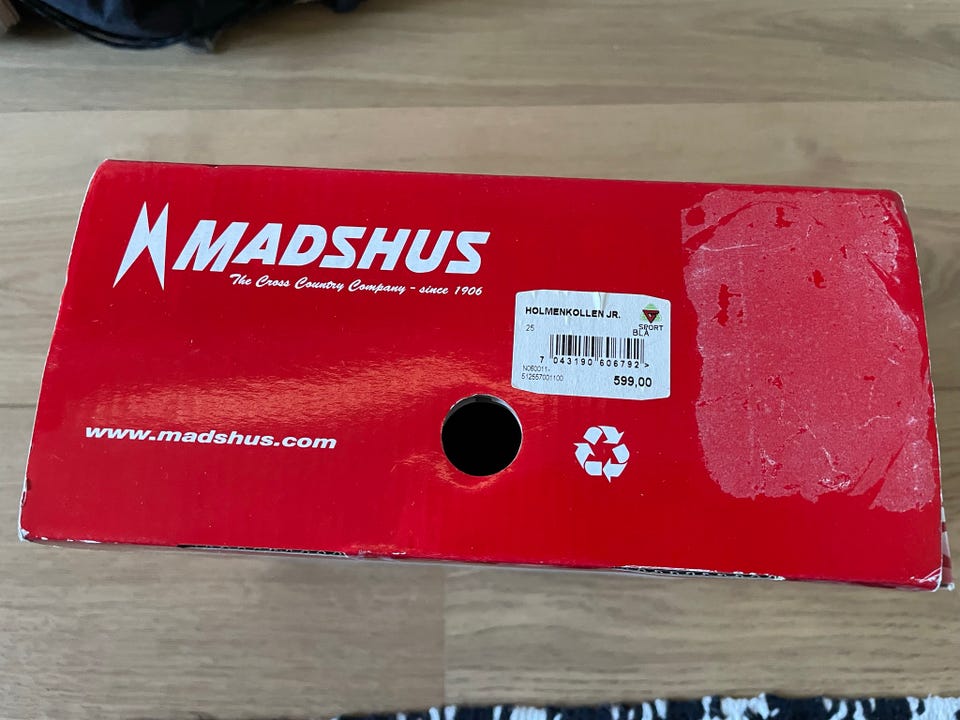 MADSHUS
The Cross Country Company - since 1906
HOLMENKOLLEN JR.
25
SPORT
BLA
7 043190 606792 >
N060011-
512557001100
599,00
www.madshus.com